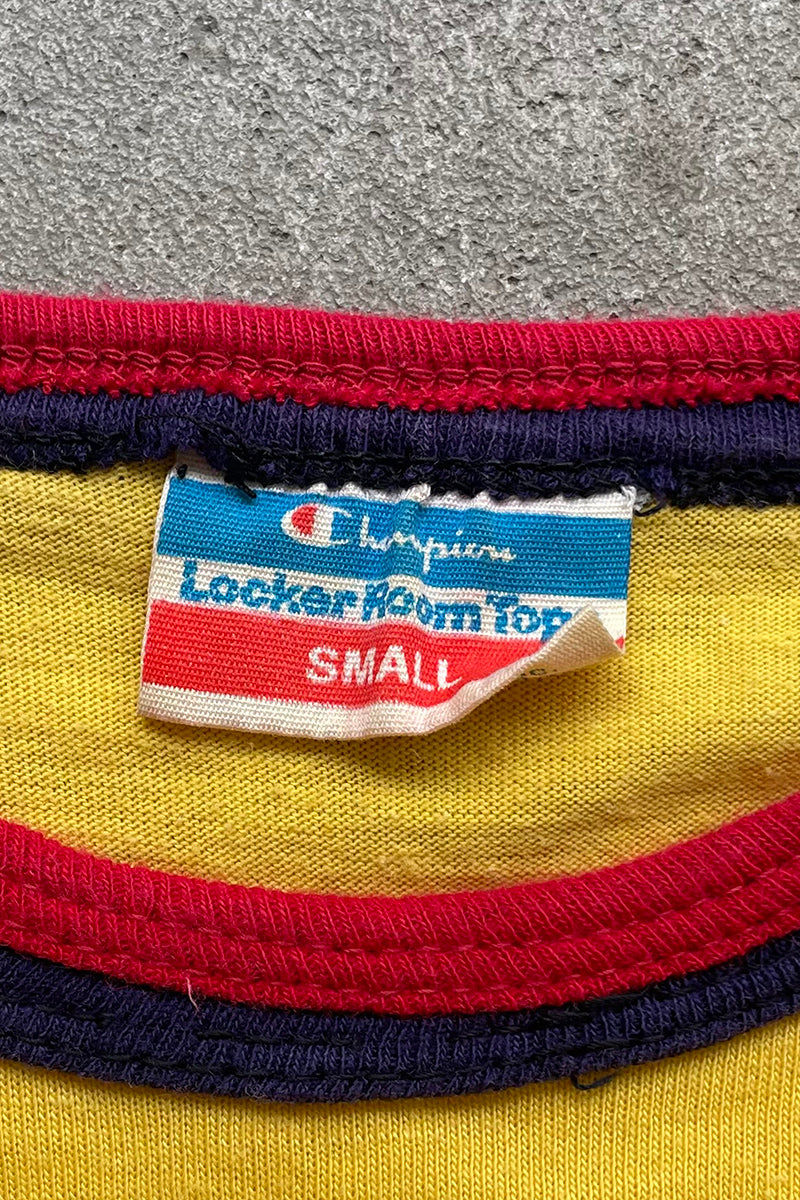 Champion
Locker Room Top
SMALL